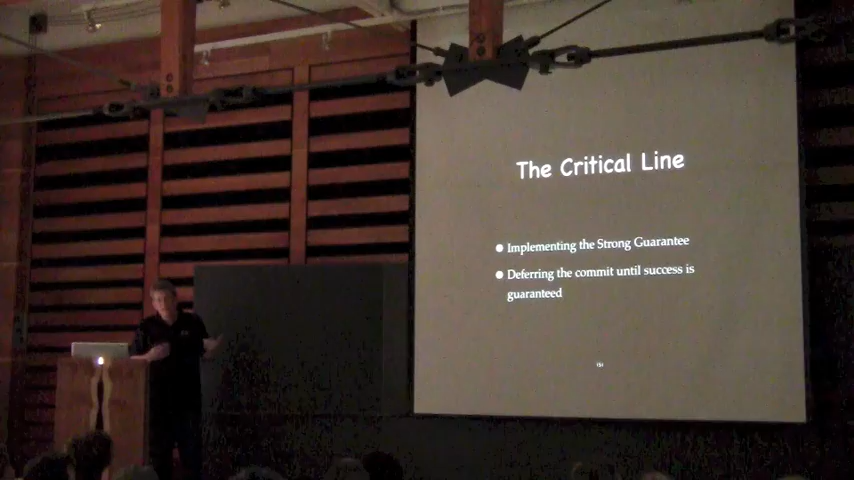 The Critical Line
Implementing the Strong Guarantee
Deferring the commit until success is
guaranteed